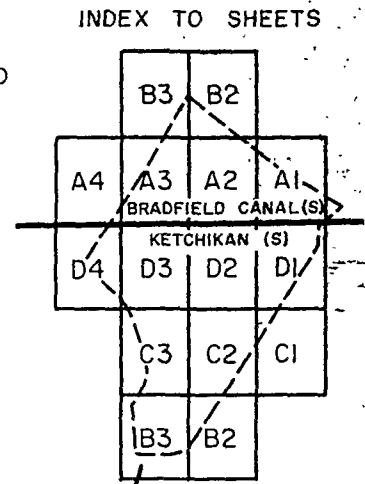 INDEX TO SHEETS
B3 B2
A4 A3 A2 A1
BRADFIELD CANAL(S)
KETCHIKAN (S)
D4 D3 D2 D1
C3 C2 C1
B3 B2